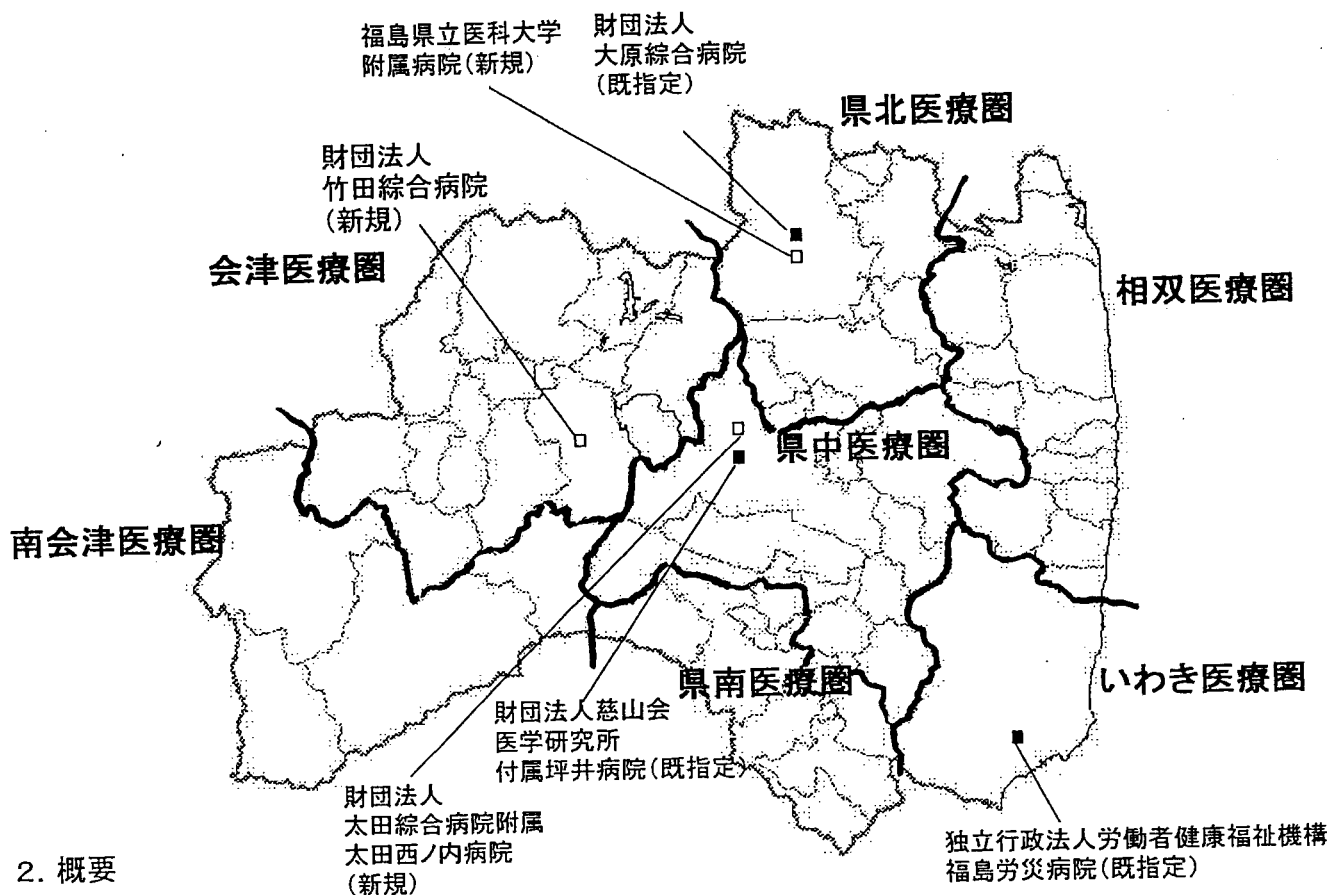 福島県立医科大学
附属病院(新規)
財団法人
大原綜合病院
(既指定)
県北医療圏
財団法人
竹田綜合病院
(新規)
会津医療圏
相双医療圏
県中医療圏
南会津医療圏
県南医療圏
いわき医療圏
財団法人慈山会
医学研究所
付属坪井病院(既指定)
財団法人
太田綜合病院附属
太田西ノ内病院
(新規)
独立行政法人労働者健康福祉機構
福島労災病院(既指定)
2. 概要